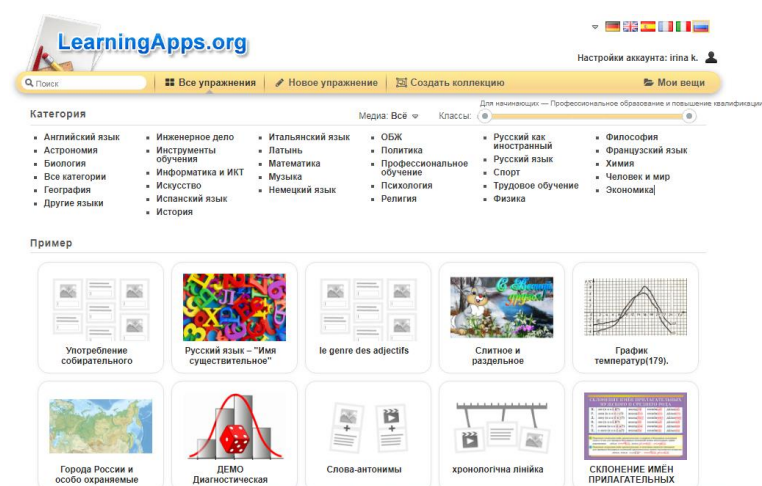 LearningApps.org
Настройки аккаунта: irina k.
Поиск
Все упражнения
Новое упражнение
Создать коллекцию
Мои вещи
Для начинающих — Профессиональное образование и повышение квалификации
Категория
Медиа: Всё
Классы:
Английский язык
Астрономия
Биология
Все категории
География
Другие языки
Инженерное дело
Инструменты
обучения
Информатика и ИКТ
Искусство
Испанский язык
История
Итальянский язык
Латынь
Математика
Музыка
Немецкий язык
ОБЖ
Политика
Профессиональное
обучение
Психология
Религия
Русский как
иностранный
Русский язык
Спорт
Трудовое обучение
Физика
Философия
Французский язык
Химия
Человек и мир
Экономика
Пример
Употребление
собирательного
Русский язык – "Имя
существительное"
le genre des adjectifs
Слитное и
раздельное
График
температур(179).
Города России и
особо охраняемые
ДЕМО
Диагностическая
Слова-антонимы
хронологічна лінійка
СКЛОНЕНИЕ ИМЁН
ПРИЛАГАТЕЛЬНЫХ